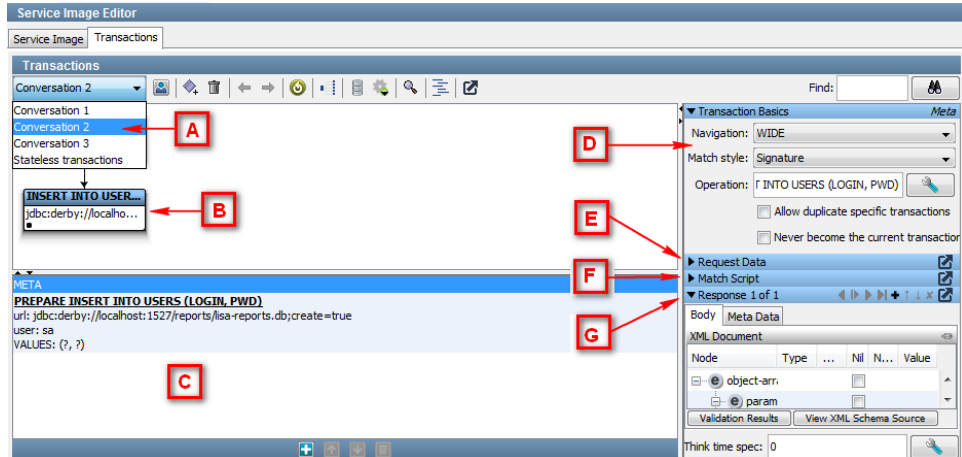 Service Image Editor
Service Image Transactions
Transactions
Conversation 2
Find:
Conversation 1
Conversation 2
Conversation 3
Stateless transactions
A
INSERT INTO USER...
jdbc:derby://localho...
B
META
PREPARE INSERT INTO USERS (LOGIN, PWD)
url: jdbc:derby://localhost:1527/reports/lisa-reports.db;create=true
user: sa
VALUES: (?, ?)
C
D
E
F
G
Transaction Basics Meta
Navigation: WIDE
Match style: Signature
Operation: INTO USERS (LOGIN, PWD)
Allow duplicate specific transactions
Never become the current transaction
Request Data
Match Script
Response 1 of 1
Body Meta Data
XML Document
Node Type ... Nil N... Value
e object-arra
e param
Validation Results View XML Schema Source
Think time spec: 0